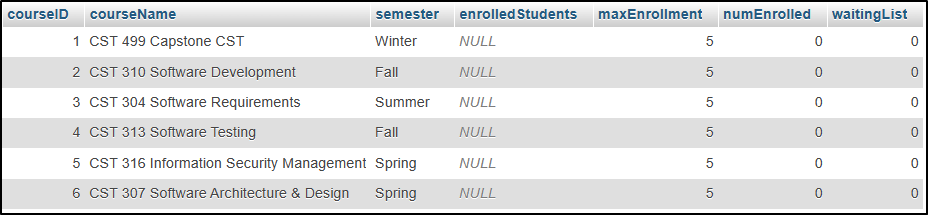 courseID courseName semester enrolledStudents maxEnrollment numEnrolled waitingList
1 CST 499 Capstone CST Winter NULL 5 0 0
2 CST 310 Software Development Fall NULL 5 0 0
3 CST 304 Software Requirements Summer NULL 5 0 0
4 CST 313 Software Testing Fall NULL 5 0 0
5 CST 316 Information Security Management Spring NULL 5 0 0
6 CST 307 Software Architecture & Design Spring NULL 5 0 0